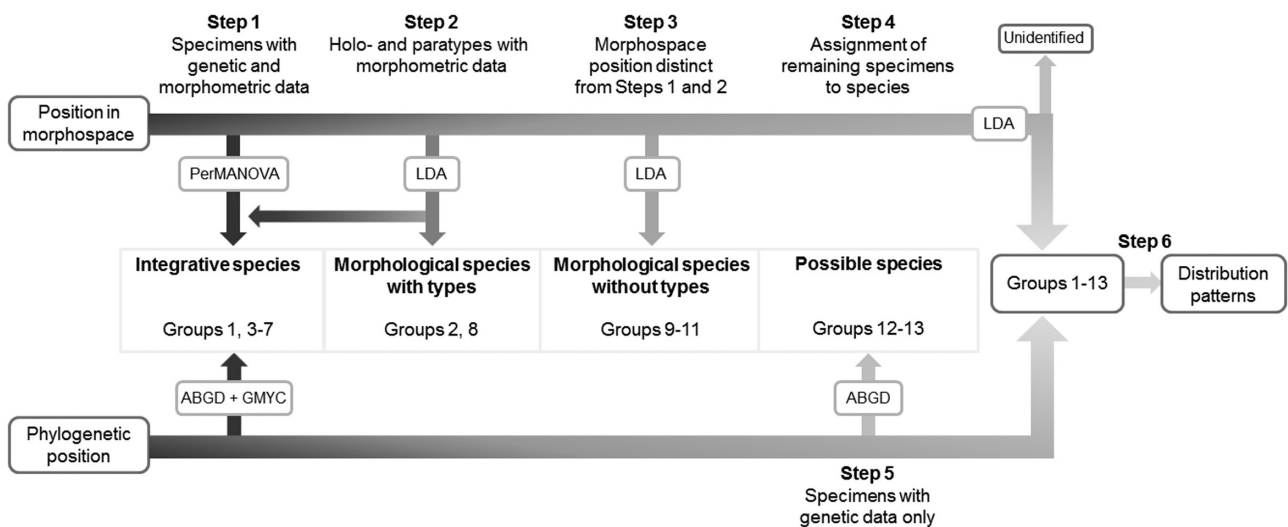 Step 1
Specimens with
genetic and
morphometric data
Step 2
Holo- and paratypes with
morphometric data
Step 3
Morphospace
position distinct
from Steps 1 and 2
Step 4
Assignment of
remaining specimens
to species
Unidentified
Position in
morphospace
LDA
PerMANOVA
LDA
LDA
Integrative species
Groups 1, 3-7
Morphological species
with types
Groups 2, 8
Morphological species
without types
Groups 9-11
Possible species
Groups 12-13
Groups 1-13
Step 6
Distribution
patterns
ABGD + GMYC
ABGD
Phylogenetic
position
Step 5
Specimens with
genetic data only